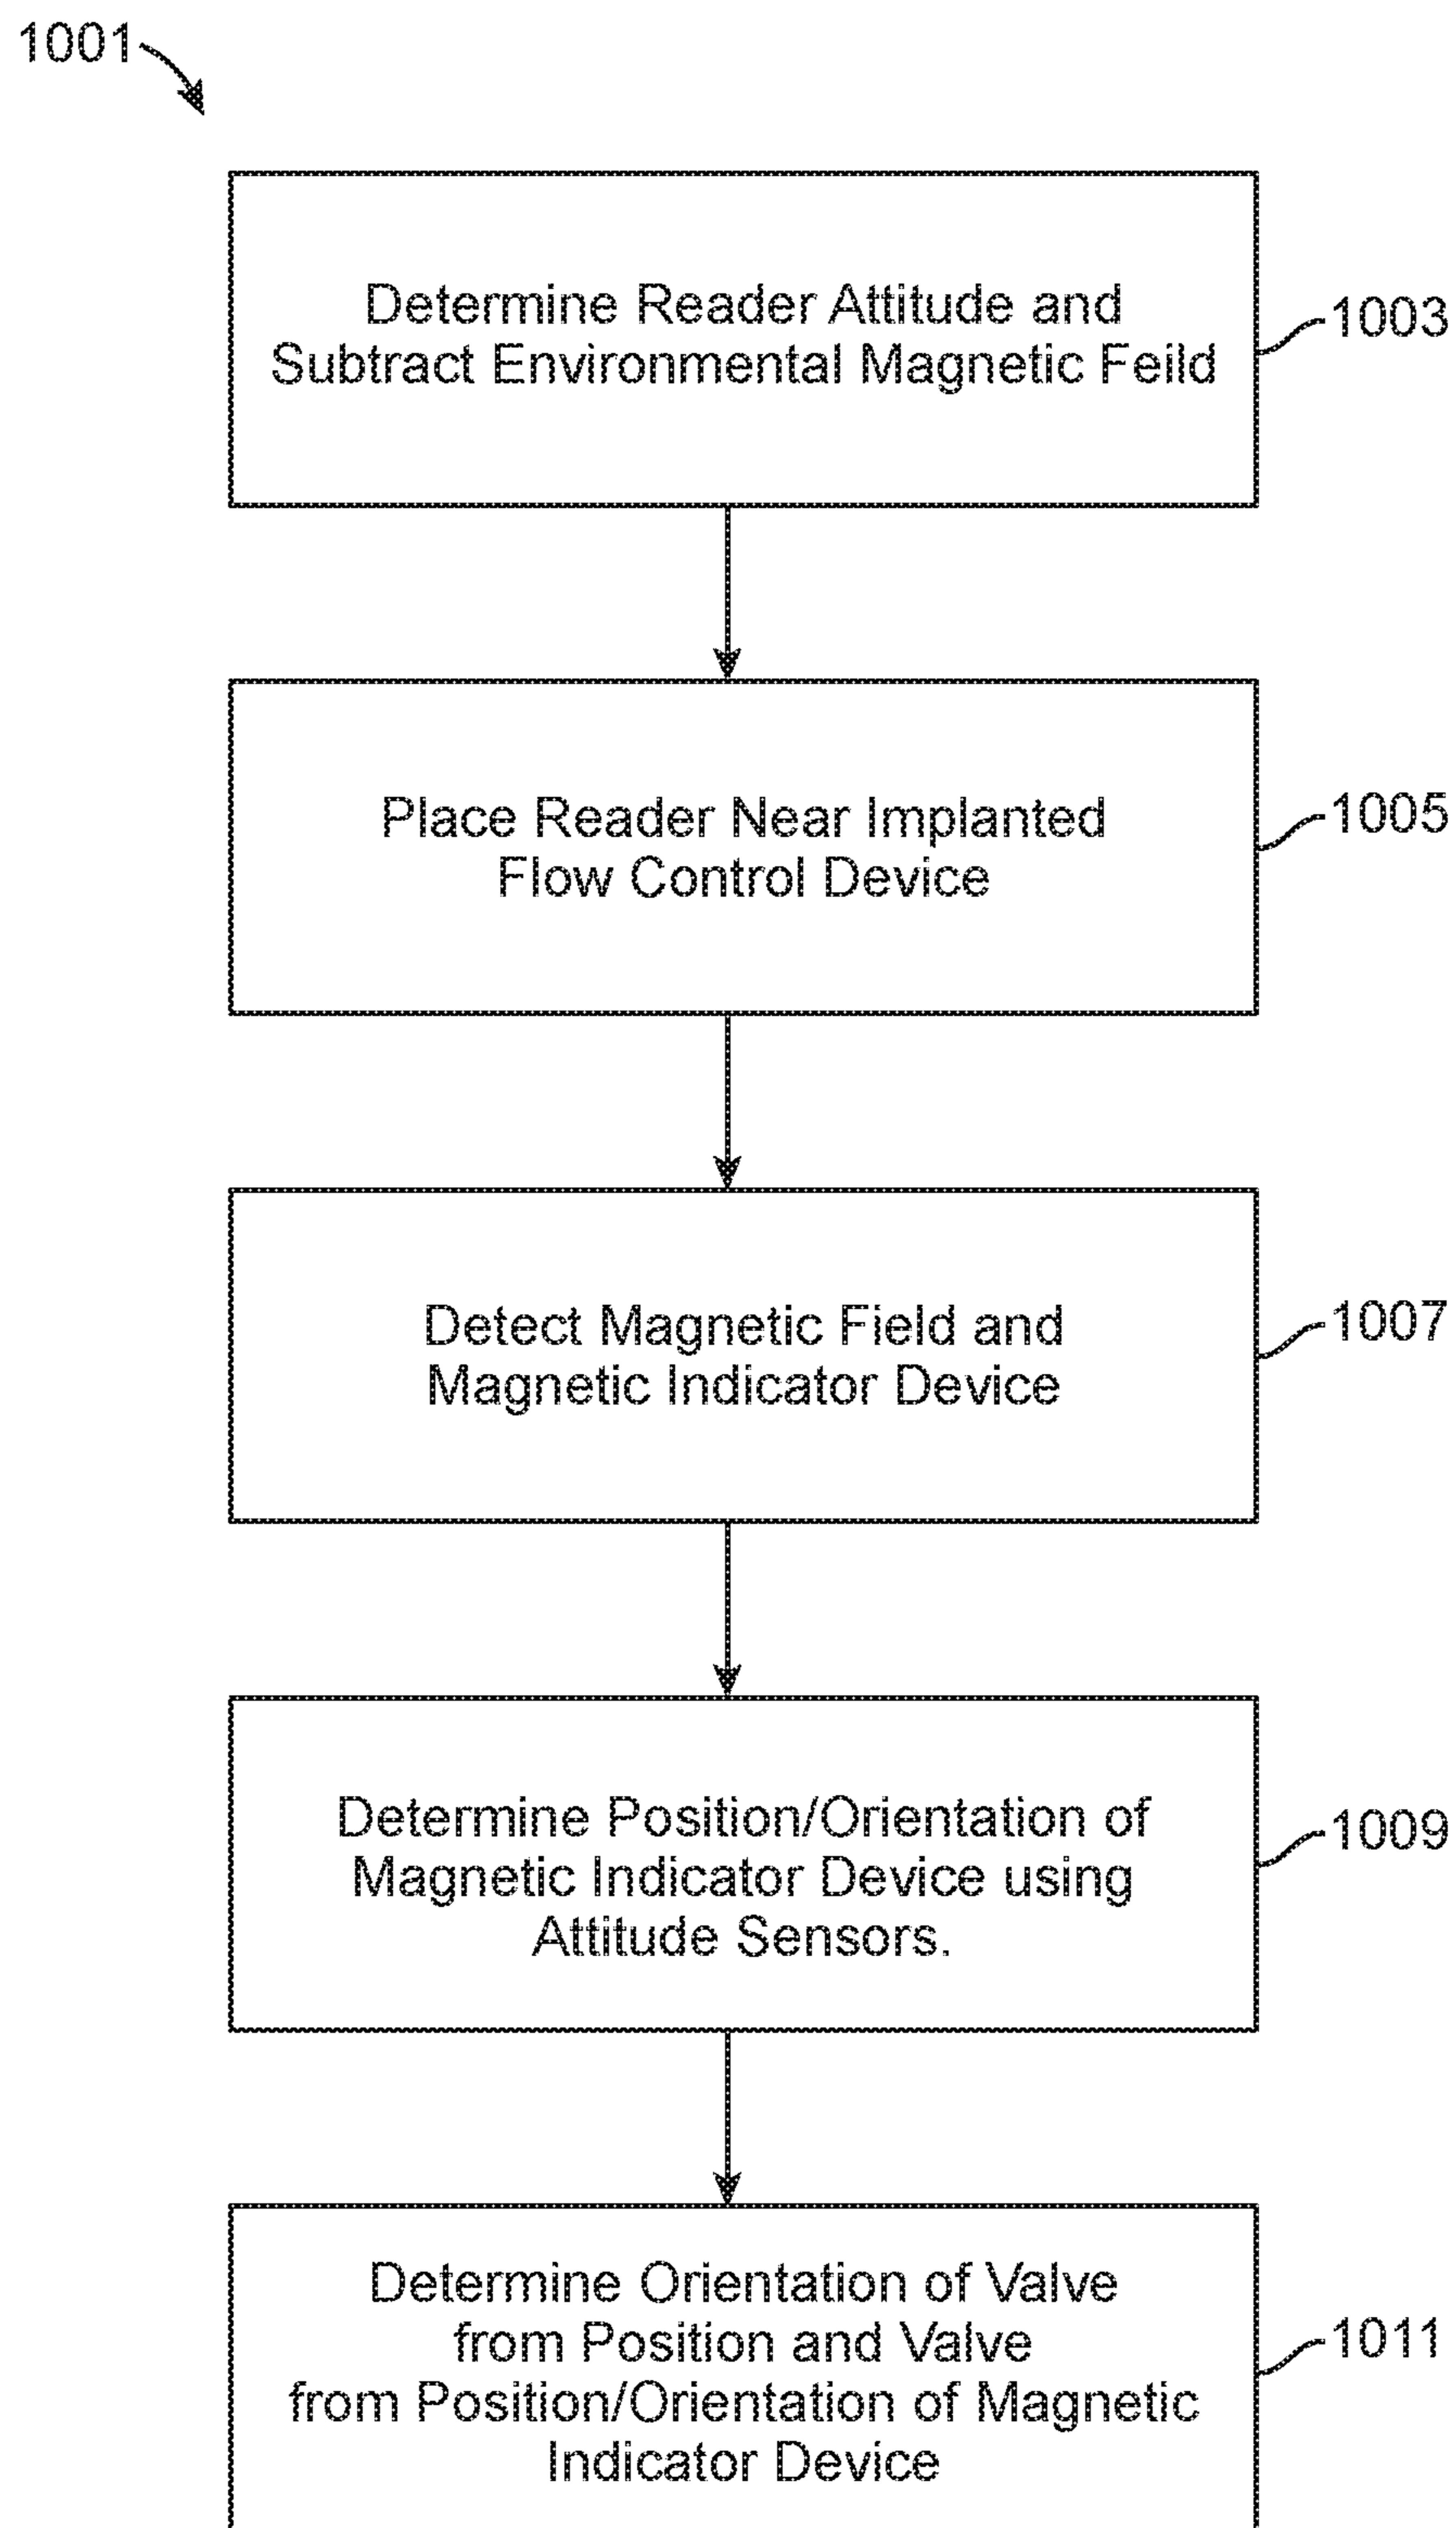 1001
Determine Reader Attitude and
Subtract Environmental Magnetic Feild
1003
Place Reader Near Implanted
Flow Control Device
1005
Detect Magnetic Field and
Magnetic Indicator Device
1007
Determine Position/Orientation of
Magnetic Indicator Device using
Attitude Sensors.
1009
Determine Orientation of Valve
from Position and Valve
from Position/Orientation of Magnetic
Indicator Device
1011